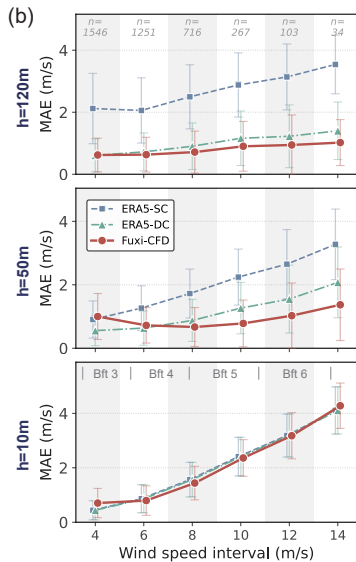 (b)
n= n= n= n= n= n=
1546 1251 716 267 103 34
h=120m
MAE (m/s)
4
2
0
h=50m
MAE (m/s)
4
2
0
ERA5-SC
ERA5-DC
Fuxi-CFD
h=10m
MAE (m/s)
| Bft 3 | Bft 4 | Bft 5 | Bft 6 |
4
2
0
4 6 8 10 12 14
Wind speed interval (m/s)